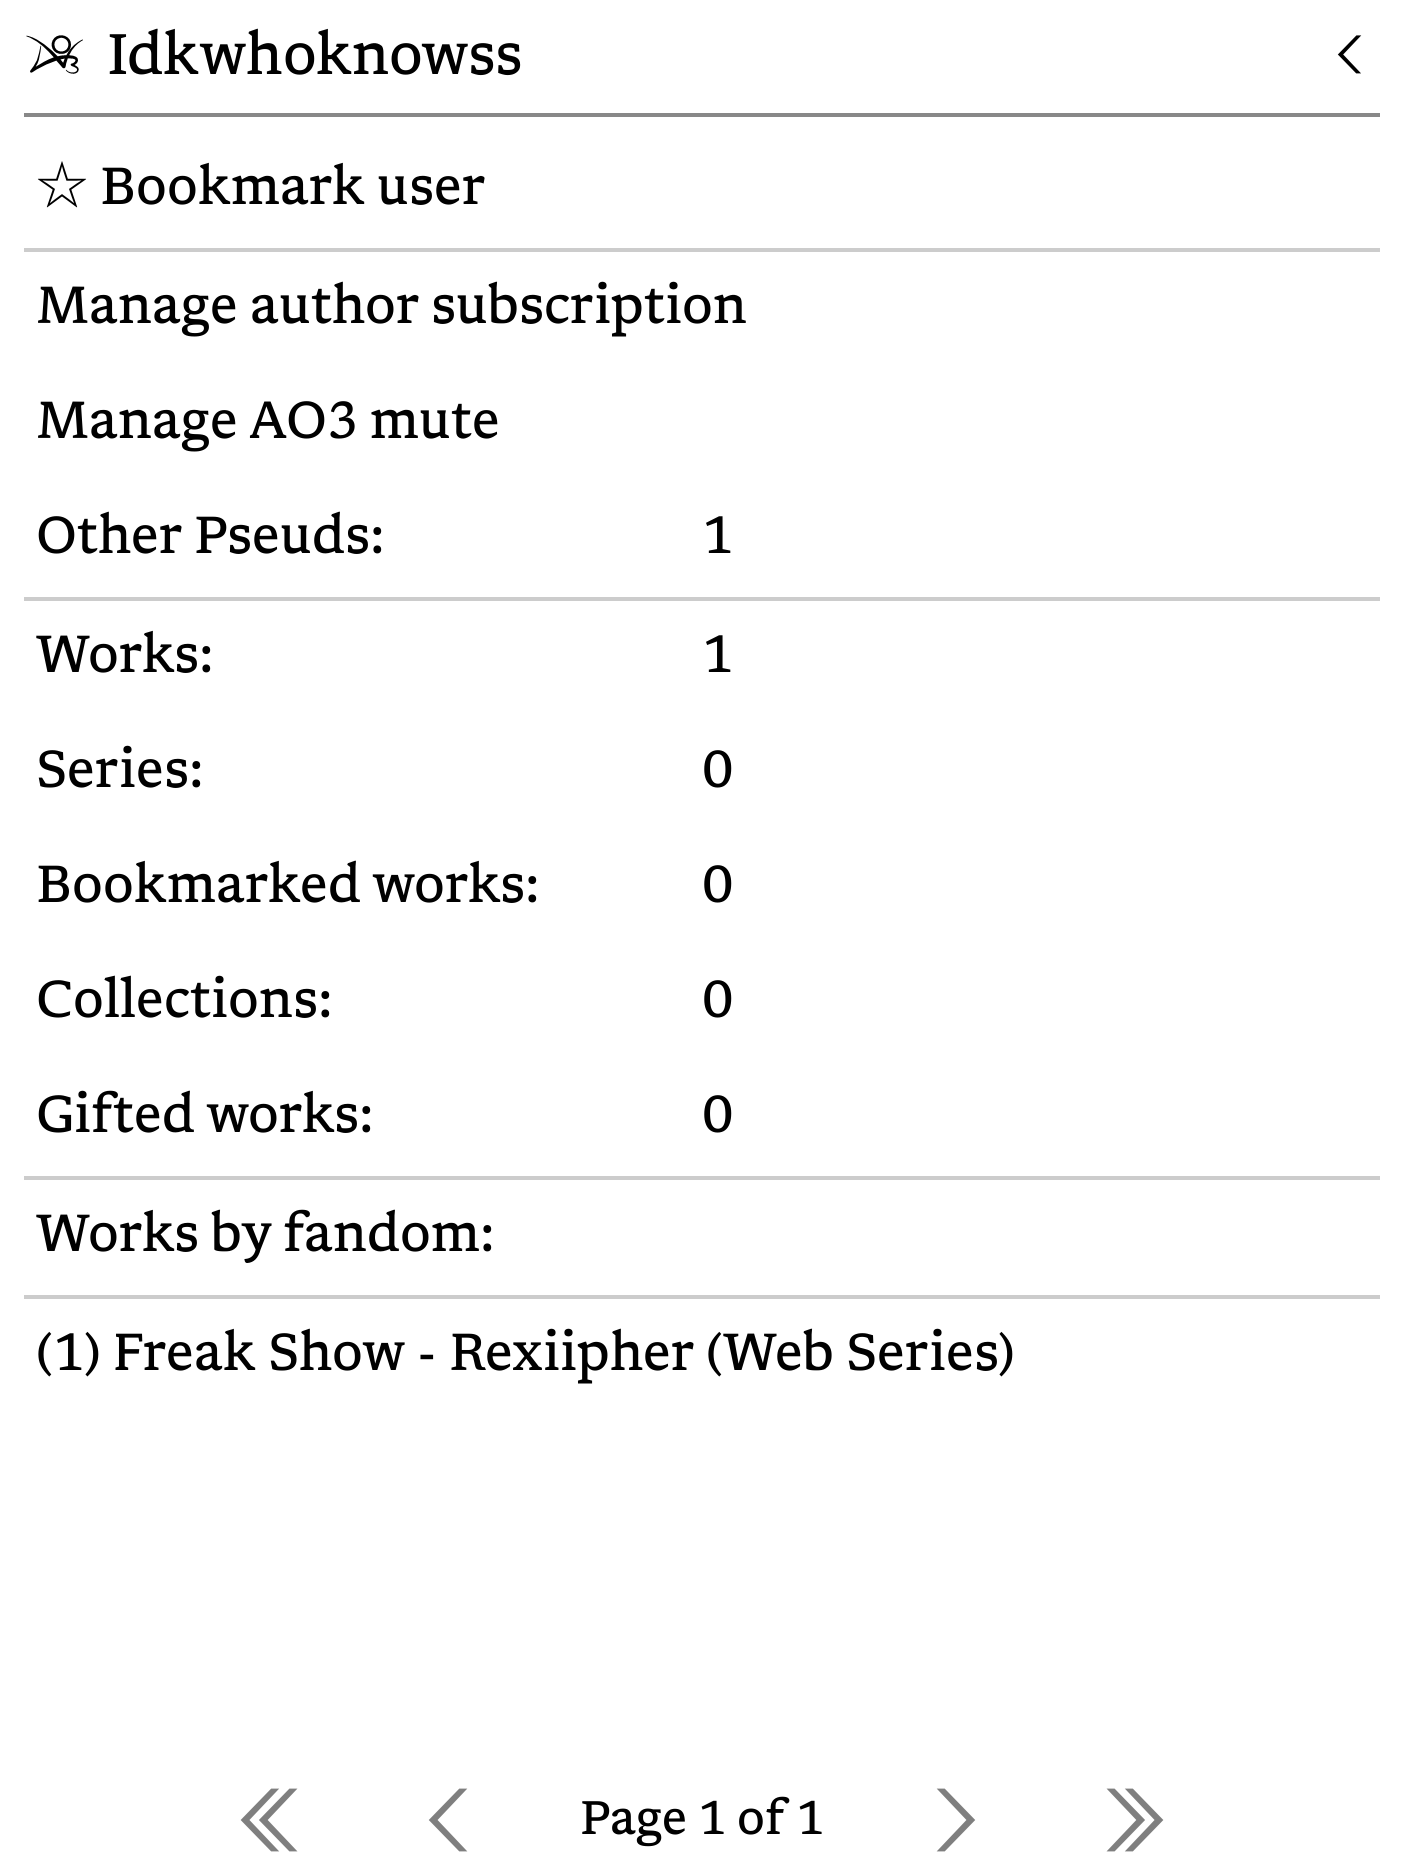 Idkwhoknowss
☆ Bookmark user
Manage author subscription
Manage AO3 mute
Other Pseuds: 1
Works: 1
Series: 0
Bookmarked works: 0
Collections: 0
Gifted works: 0
Works by fandom:
(1) Freak Show - Rexiipher (Web Series)
Page 1 of 1